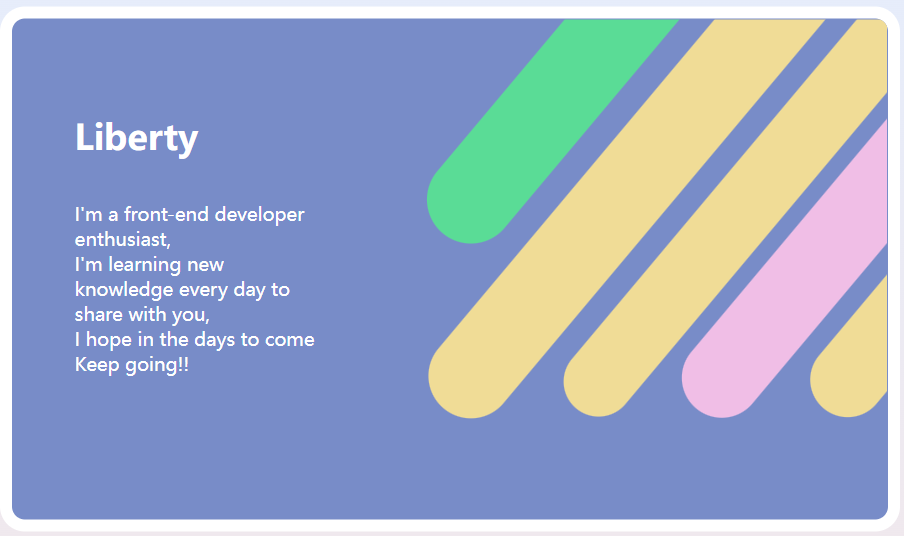 Liberty
I'm a front-end developer
enthusiast,
I'm learning new
knowledge every day to
share with you,
I hope in the days to come
Keep going!!